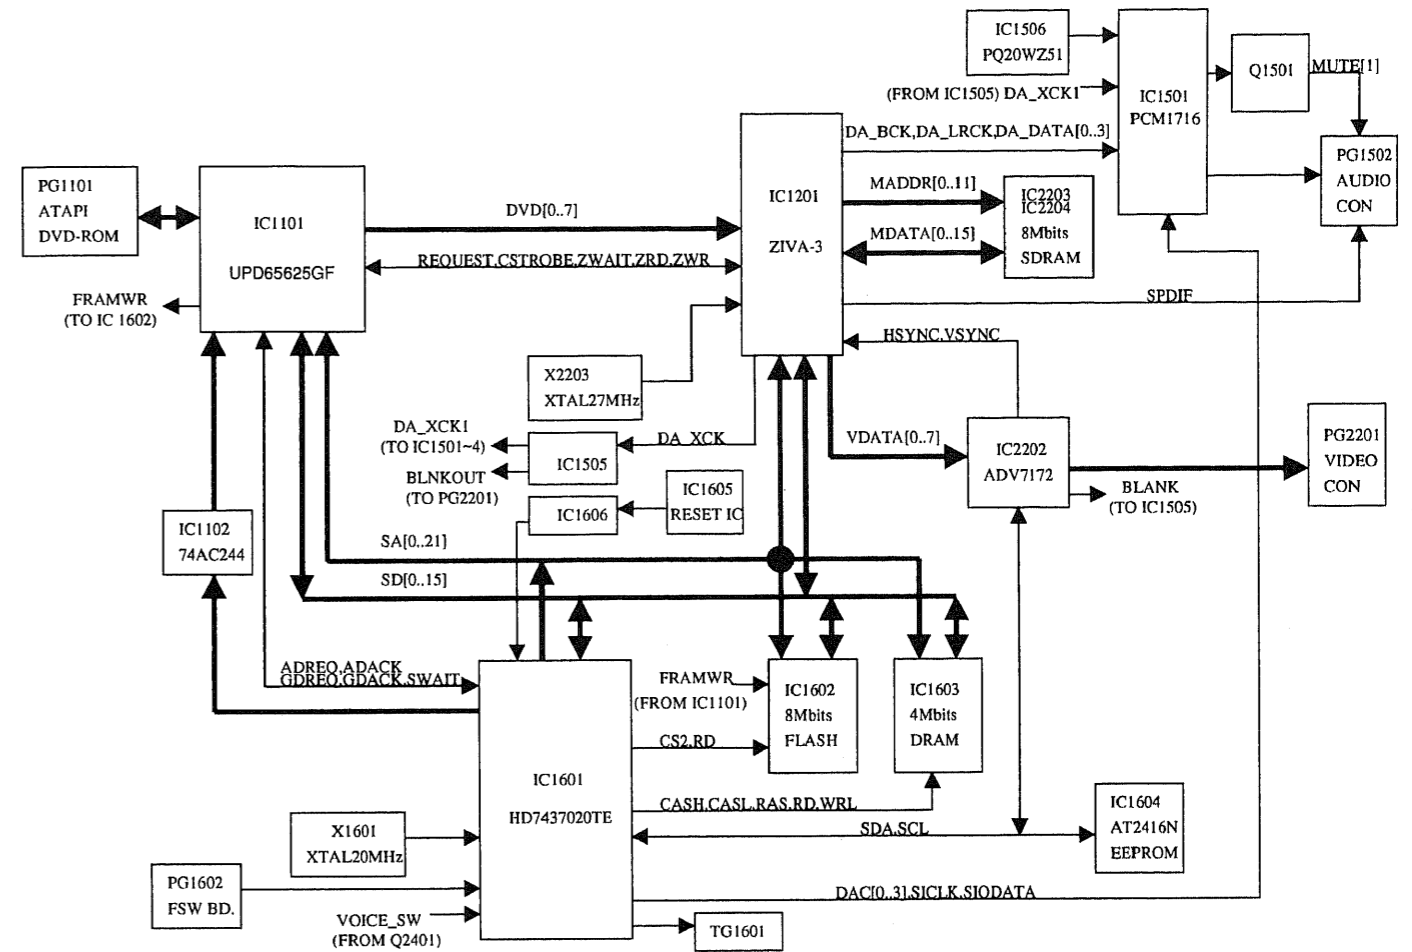 IC1506
PQ20WZ51
(FROM IC1505) DA_XCK1
IC1501
PCM1716
Q1501
MUTE[1]
PG1502
AUDIO
CON
PG1101
ATAPI
DVD-ROM
IC1101
UPD65625GF
DVD[0..7]
REQUEST,CSTROBE,ZWAIT,ZRD,ZWR
IC1201
ZIVA-3
DA_BCK,DA_LRCK,DA_DATA[0..3]
MADDR[0..11]
MDATA[0..15]
IC2203
IC2204
8Mbits
SDRAM
SPDIF
FRAMWR
(TO IC 1602)
HSYNC,VSYNC
X2203
XTAL27MHz
DA_XCK1
(TO IC1501~4)
BLNKOUT
(TO PG2201)
IC1505
DA_XCK
VDATA[0..7]
IC2202
ADV7172
PG2201
VIDEO
CON
BLANK
(TO IC1505)
IC1606
IC1605
RESET IC
IC1102
74AC244
SA[0..21]
SD[0..15]
ADREQ,ADACK
GDREQ,GDACK,SWAIT
IC1601
HD7437020TE
FRAMWR
(FROM IC1101)
CS2,RD
IC1602
8Mbits
FLASH
IC1603
4Mbits
DRAM
CASH,CASL,RAS,RD,WRL
SDA,SCL
IC1604
AT2416N
EEPROM
X1601
XTAL20MHz
PG1602
FSW BD.
VOICE_SW
(FROM Q2401)
DAC[0..3],SICLK,SIODATA
TG1601